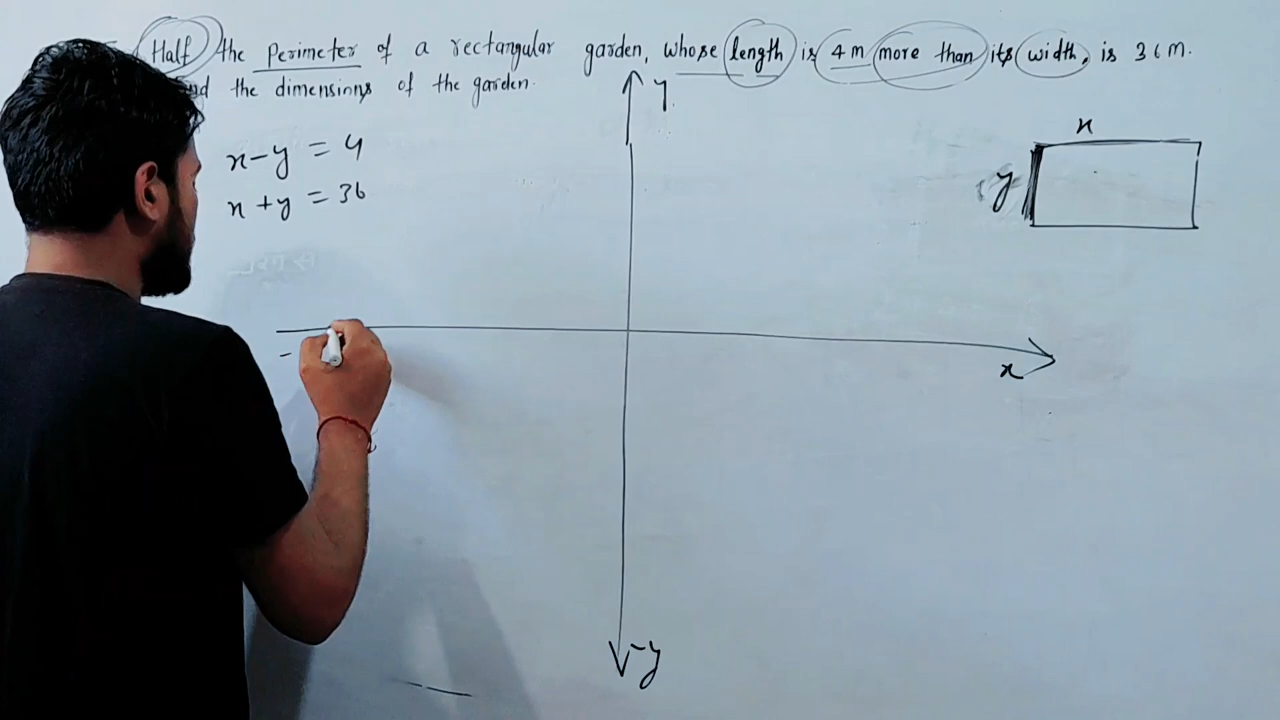 Half the Perimeter of a rectangular garden, whose length is 4 m more than its width, is 36 M.
the dimensions of the garden.
y
x
x - y = 4
x + y = 36
y
x
-
-y